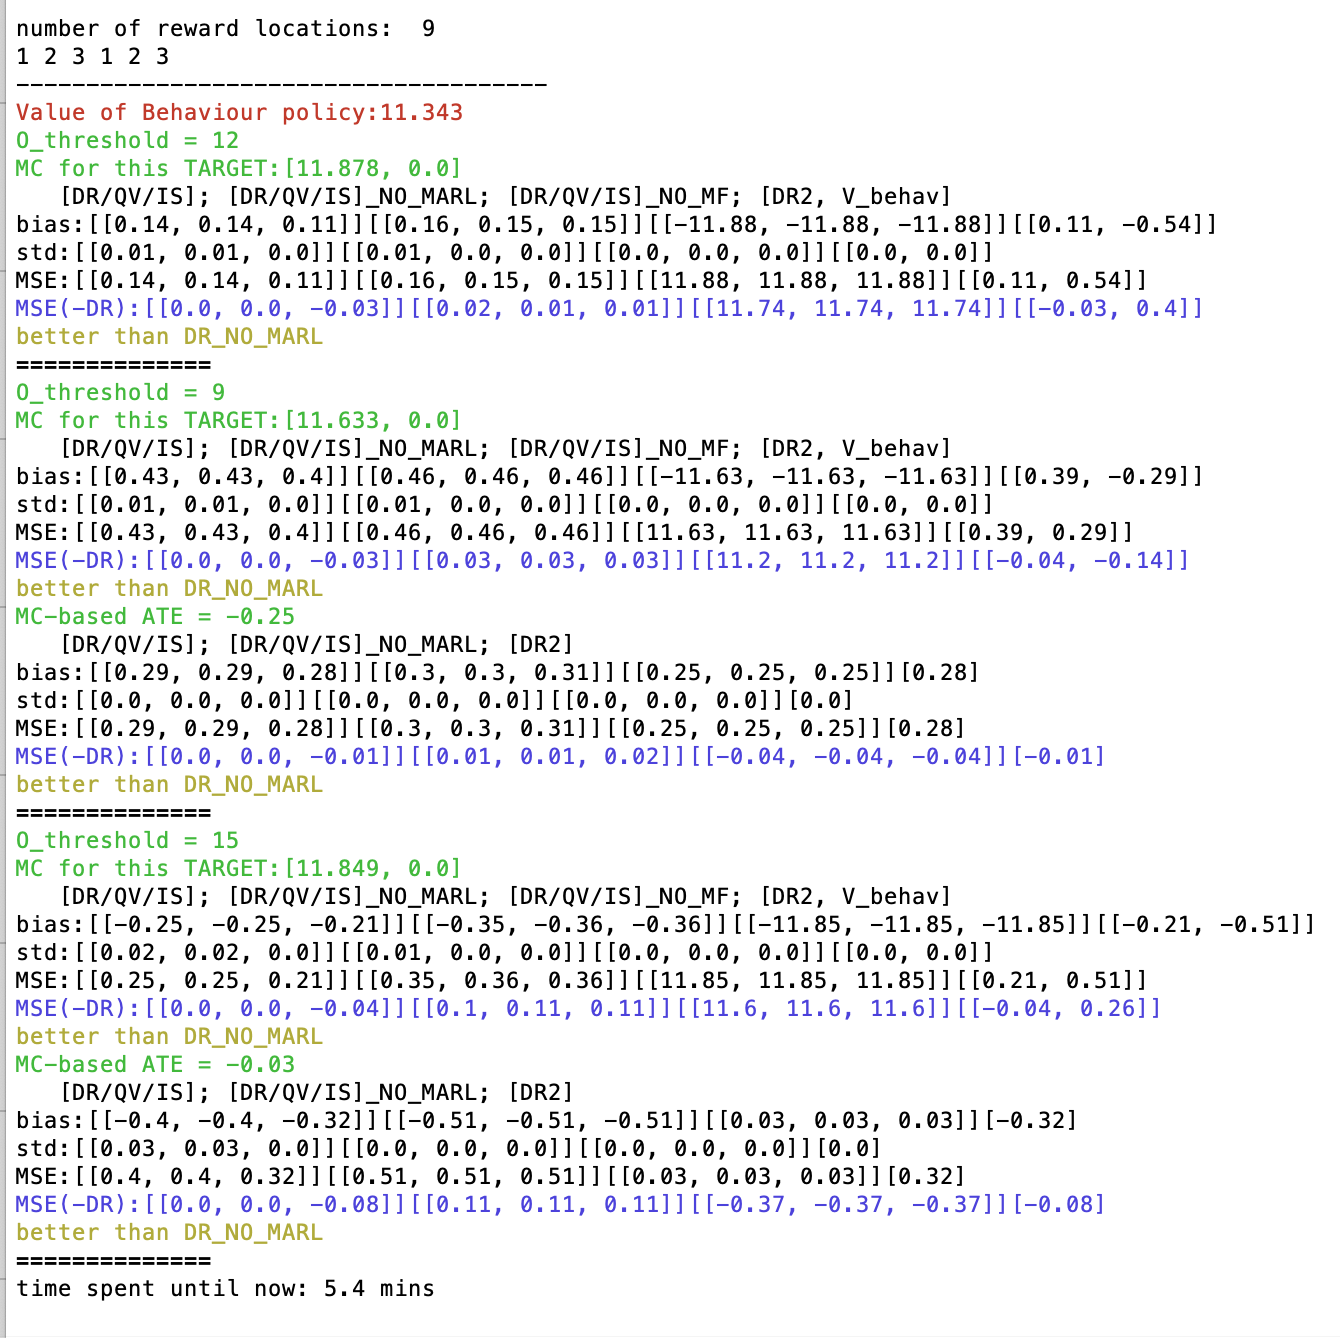 number of reward locations:  9
1 2 3 1 2 3
--------------------------------------
Value of Behaviour policy:11.343
O_threshold = 12
MC for this TARGET:[11.878, 0.0]
   [DR/QV/IS]; [DR/QV/IS]_NO_MARL; [DR/QV/IS]_NO_MF; [DR2, V_behav]
bias:[[0.14, 0.14, 0.11]][[0.16, 0.15, 0.15]][[-11.88, -11.88, -11.88]][[0.11, -0.54]]
std:[[0.01, 0.01, 0.0]][[0.01, 0.0, 0.0]][[0.0, 0.0, 0.0]][[0.0, 0.0]]
MSE:[[0.14, 0.14, 0.11]][[0.16, 0.15, 0.15]][[11.88, 11.88, 11.88]][[0.11, 0.54]]
MSE(-DR):[[0.0, 0.0, -0.03]][[0.02, 0.01, 0.01]][[11.74, 11.74, 11.74]][[-0.03, 0.4]]
better than DR_NO_MARL
==============
O_threshold = 9
MC for this TARGET:[11.633, 0.0]
   [DR/QV/IS]; [DR/QV/IS]_NO_MARL; [DR/QV/IS]_NO_MF; [DR2, V_behav]
bias:[[0.43, 0.43, 0.4]][[0.46, 0.46, 0.46]][[-11.63, -11.63, -11.63]][[0.39, -0.29]]
std:[[0.01, 0.01, 0.0]][[0.01, 0.0, 0.0]][[0.0, 0.0, 0.0]][[0.0, 0.0]]
MSE:[[0.43, 0.43, 0.4]][[0.46, 0.46, 0.46]][[11.63, 11.63, 11.63]][[0.39, 0.29]]
MSE(-DR):[[0.0, 0.0, -0.03]][[0.03, 0.03, 0.03]][[11.2, 11.2, 11.2]][[-0.04, -0.14]]
better than DR_NO_MARL
MC-based ATE = -0.25
   [DR/QV/IS]; [DR/QV/IS]_NO_MARL; [DR2]
bias:[[0.29, 0.29, 0.28]][[0.3, 0.3, 0.31]][[0.25, 0.25, 0.25]][0.28]
std:[[0.0, 0.0, 0.0]][[0.0, 0.0, 0.0]][[0.0, 0.0, 0.0]][0.0]
MSE:[[0.29, 0.29, 0.28]][[0.3, 0.3, 0.31]][[0.25, 0.25, 0.25]][0.28]
MSE(-DR):[[0.0, 0.0, -0.01]][[0.01, 0.01, 0.02]][[-0.04, -0.04, -0.04]][-0.01]
better than DR_NO_MARL
==============
O_threshold = 15
MC for this TARGET:[11.849, 0.0]
   [DR/QV/IS]; [DR/QV/IS]_NO_MARL; [DR/QV/IS]_NO_MF; [DR2, V_behav]
bias:[[-0.25, -0.25, -0.21]][[-0.35, -0.36, -0.36]][[-11.85, -11.85, -11.85]][[-0.21, -0.51]]
std:[[0.02, 0.02, 0.0]][[0.01, 0.0, 0.0]][[0.0, 0.0, 0.0]][[0.0, 0.0]]
MSE:[[0.25, 0.25, 0.21]][[0.35, 0.36, 0.36]][[11.85, 11.85, 11.85]][[0.21, 0.51]]
MSE(-DR):[[0.0, 0.0, -0.04]][[0.1, 0.11, 0.11]][[11.6, 11.6, 11.6]][[-0.04, 0.26]]
better than DR_NO_MARL
MC-based ATE = -0.03
   [DR/QV/IS]; [DR/QV/IS]_NO_MARL; [DR2]
bias:[[-0.4, -0.4, -0.32]][[-0.51, -0.51, -0.51]][[0.03, 0.03, 0.03]][-0.32]
std:[[0.03, 0.03, 0.0]][[0.0, 0.0, 0.0]][[0.0, 0.0, 0.0]][0.0]
MSE:[[0.4, 0.4, 0.32]][[0.51, 0.51, 0.51]][[0.03, 0.03, 0.03]][0.32]
MSE(-DR):[[0.0, 0.0, -0.08]][[0.11, 0.11, 0.11]][[-0.37, -0.37, -0.37]][-0.08]
better than DR_NO_MARL
==============
time spent until now: 5.4 mins